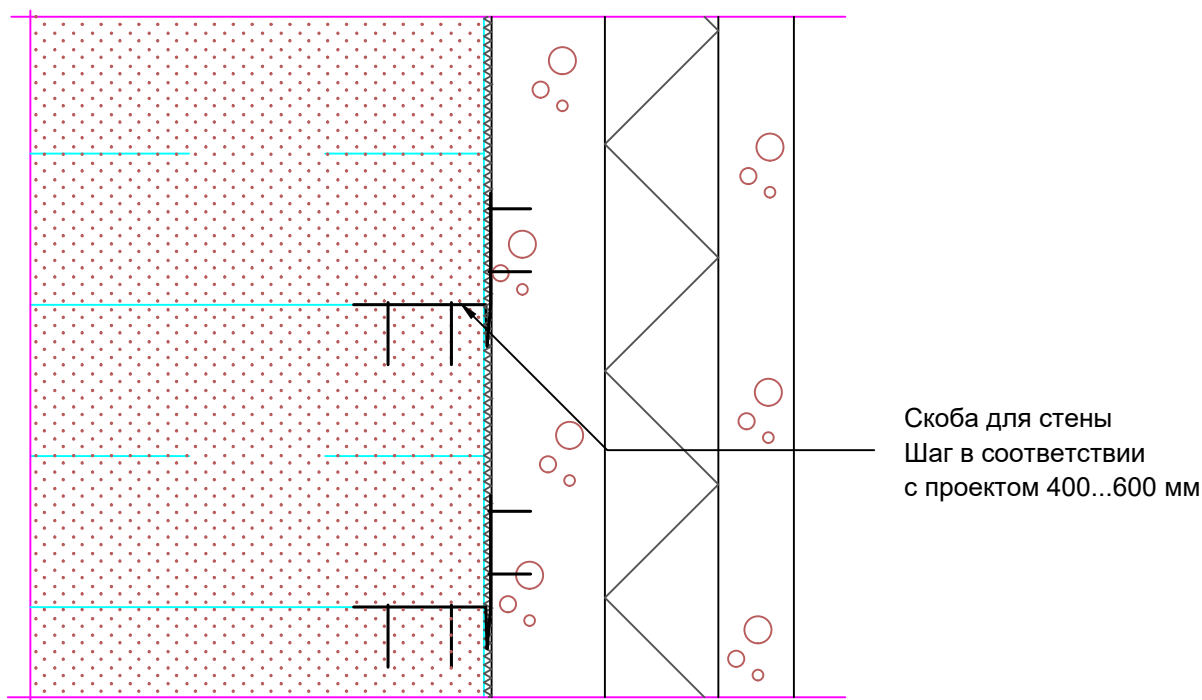 Скоба для стены
Шаг в соответствии
с проектом 400...600 мм